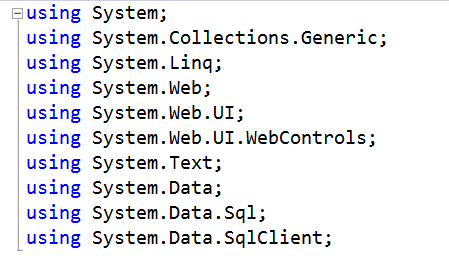 using System;
using System.Collections.Generic;
using System.Linq;
using System.Web;
using System.Web.UI;
using System.Web.UI.WebControls;
using System.Text;
using System.Data;
using System.Data.Sql;
using System.Data.SqlClient;